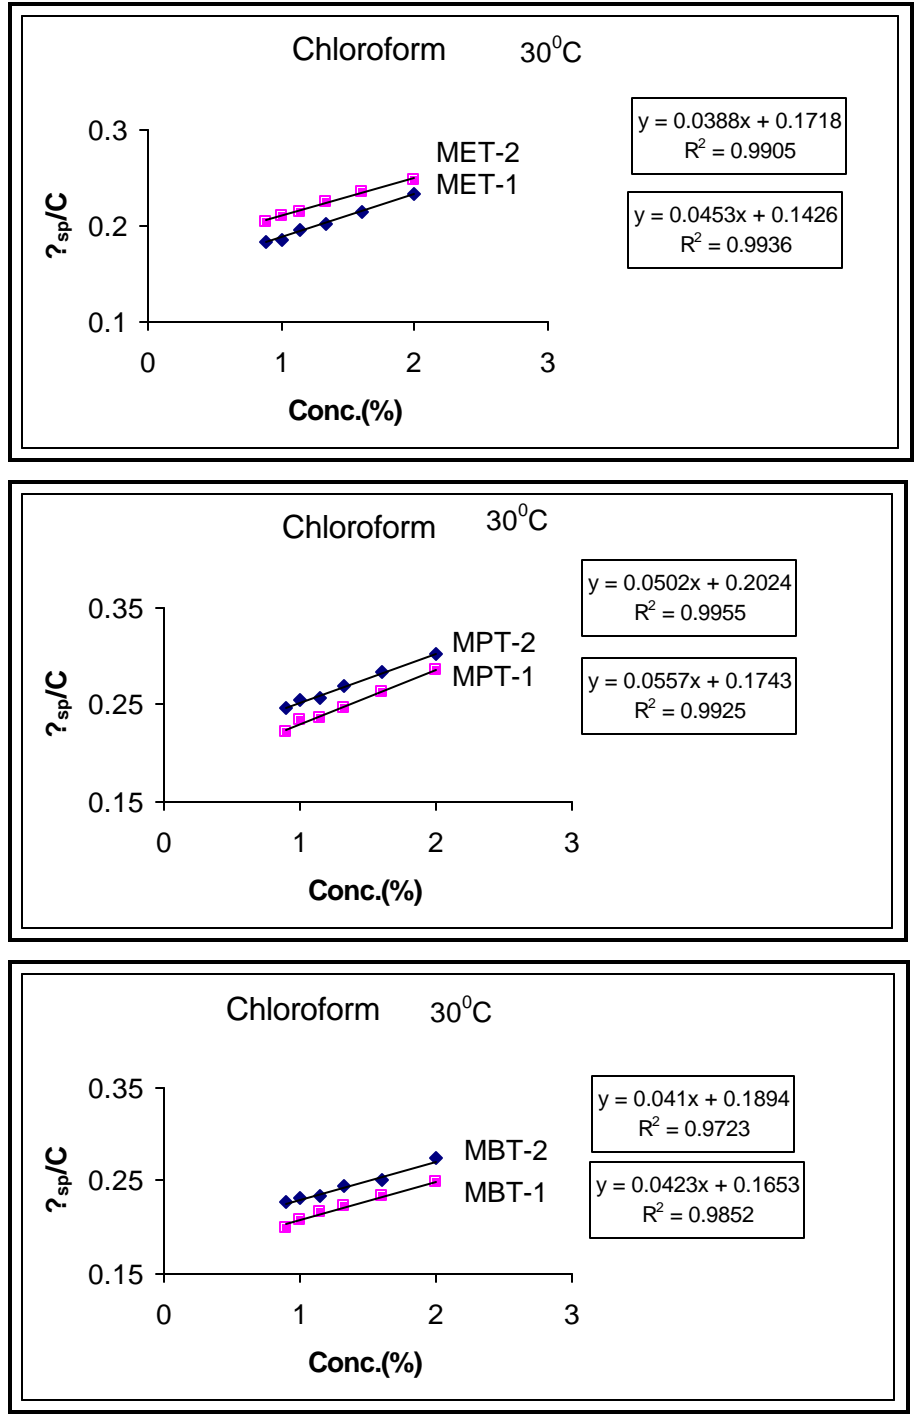 Chloroform 30⁰C
y = 0.0388x + 0.1718
R² = 0.9905
0.3
MET-2
MET-1
y = 0.0453x + 0.1426
R² = 0.9936
?sp/C
0.2
0.1
0 1 2 3
Conc.(%)
Chloroform 30⁰C
y = 0.0502x + 0.2024
R² = 0.9955
0.35
MPT-2
MPT-1
y = 0.0557x + 0.1743
R² = 0.9925
?sp/C
0.25
0.15
0 1 2 3
Conc.(%)
Chloroform 30⁰C
0.35
y = 0.041x + 0.1894
R² = 0.9723
MBT-2
MBT-1
y = 0.0423x + 0.1653
R² = 0.9852
?sp/C
0.25
0.15
0 1 2 3
Conc.(%)